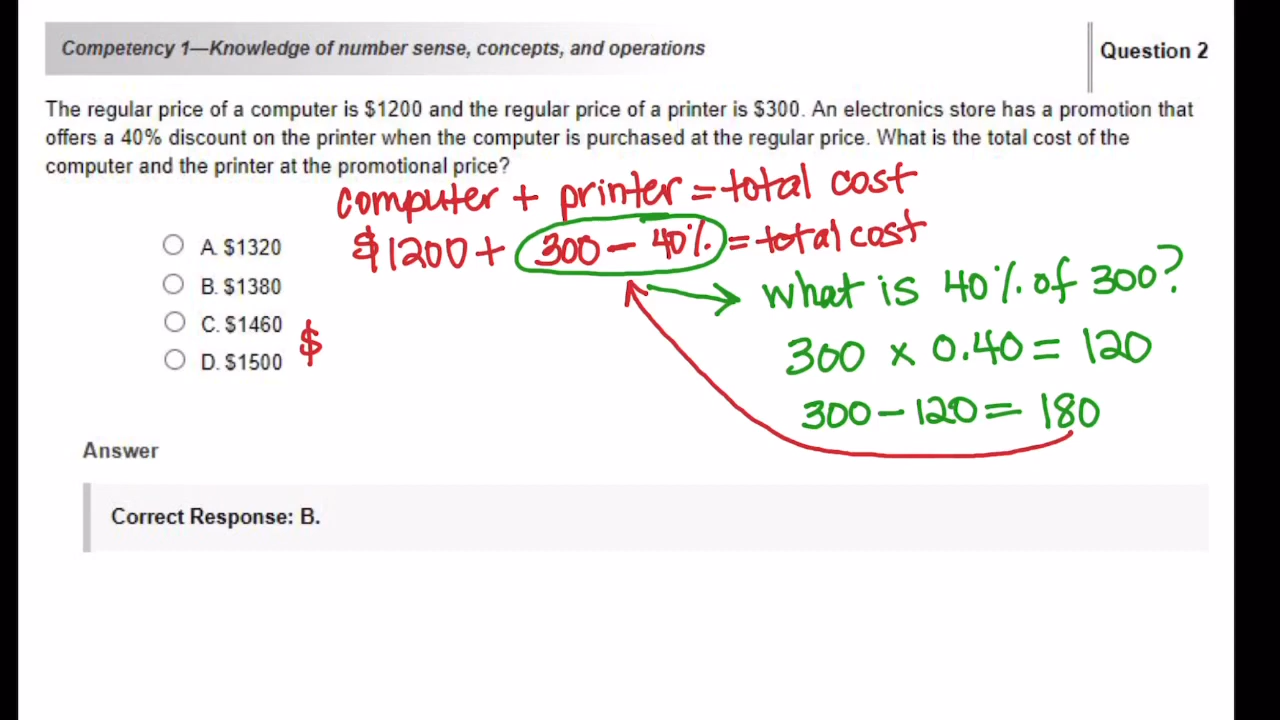 Competency 1—Knowledge of number sense, concepts, and operations
Question 2
The regular price of a computer is $1200 and the regular price of a printer is $300. An electronics store has a promotion that
offers a 40% discount on the printer when the computer is purchased at the regular price. What is the total cost of the
computer and the printer at the promotional price?
computer + printer = total cost
$1200 + 300 - 40% = total cost
A. $1320
B. $1380
C. $1460
D. $1500
$
what is 40% of 300?
300 x 0.40 = 120
300 - 120 = 180
Answer
Correct Response: B.